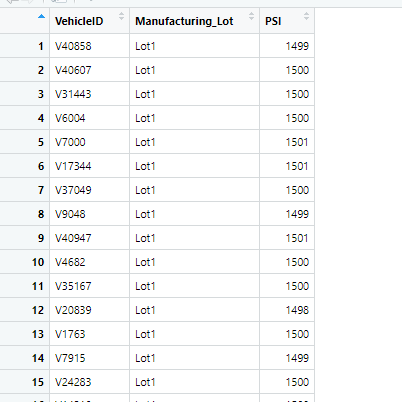 VehicleID Manufacturing_Lot PSI
1 V40858 Lot1 1499
2 V40607 Lot1 1500
3 V31443 Lot1 1500
4 V6004 Lot1 1500
5 V7000 Lot1 1501
6 V17344 Lot1 1501
7 V37049 Lot1 1500
8 V9048 Lot1 1499
9 V40947 Lot1 1501
10 V4682 Lot1 1500
11 V35167 Lot1 1500
12 V20839 Lot1 1498
13 V1763 Lot1 1500
14 V7915 Lot1 1499
15 V24283 Lot1 1500